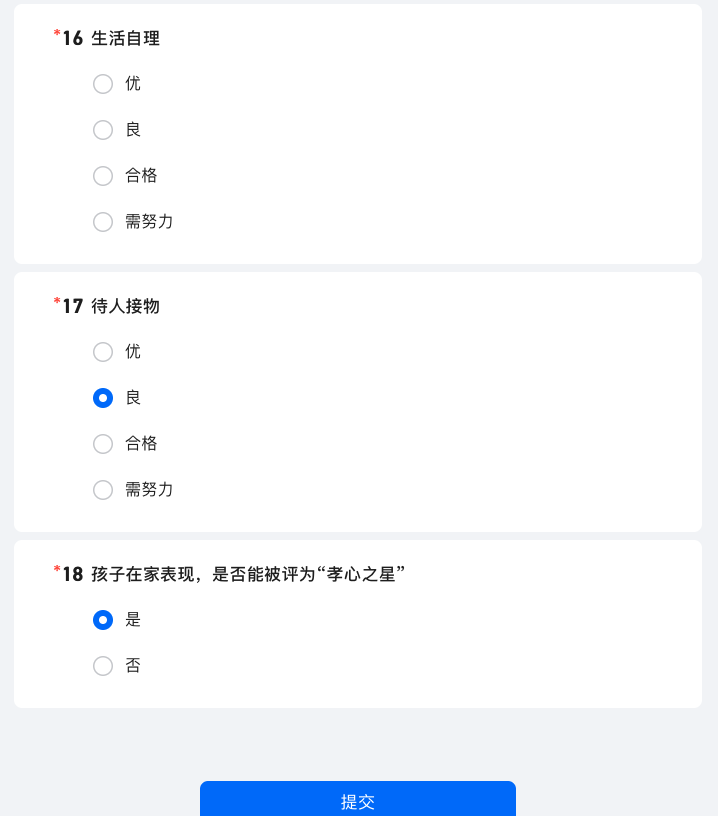 *16 生活自理
优
良
合格
需努力
*17 待人接物
优
良
合格
需努力
*18 孩子在家表现，是否能被评为“孝心之星”
是
否
提交